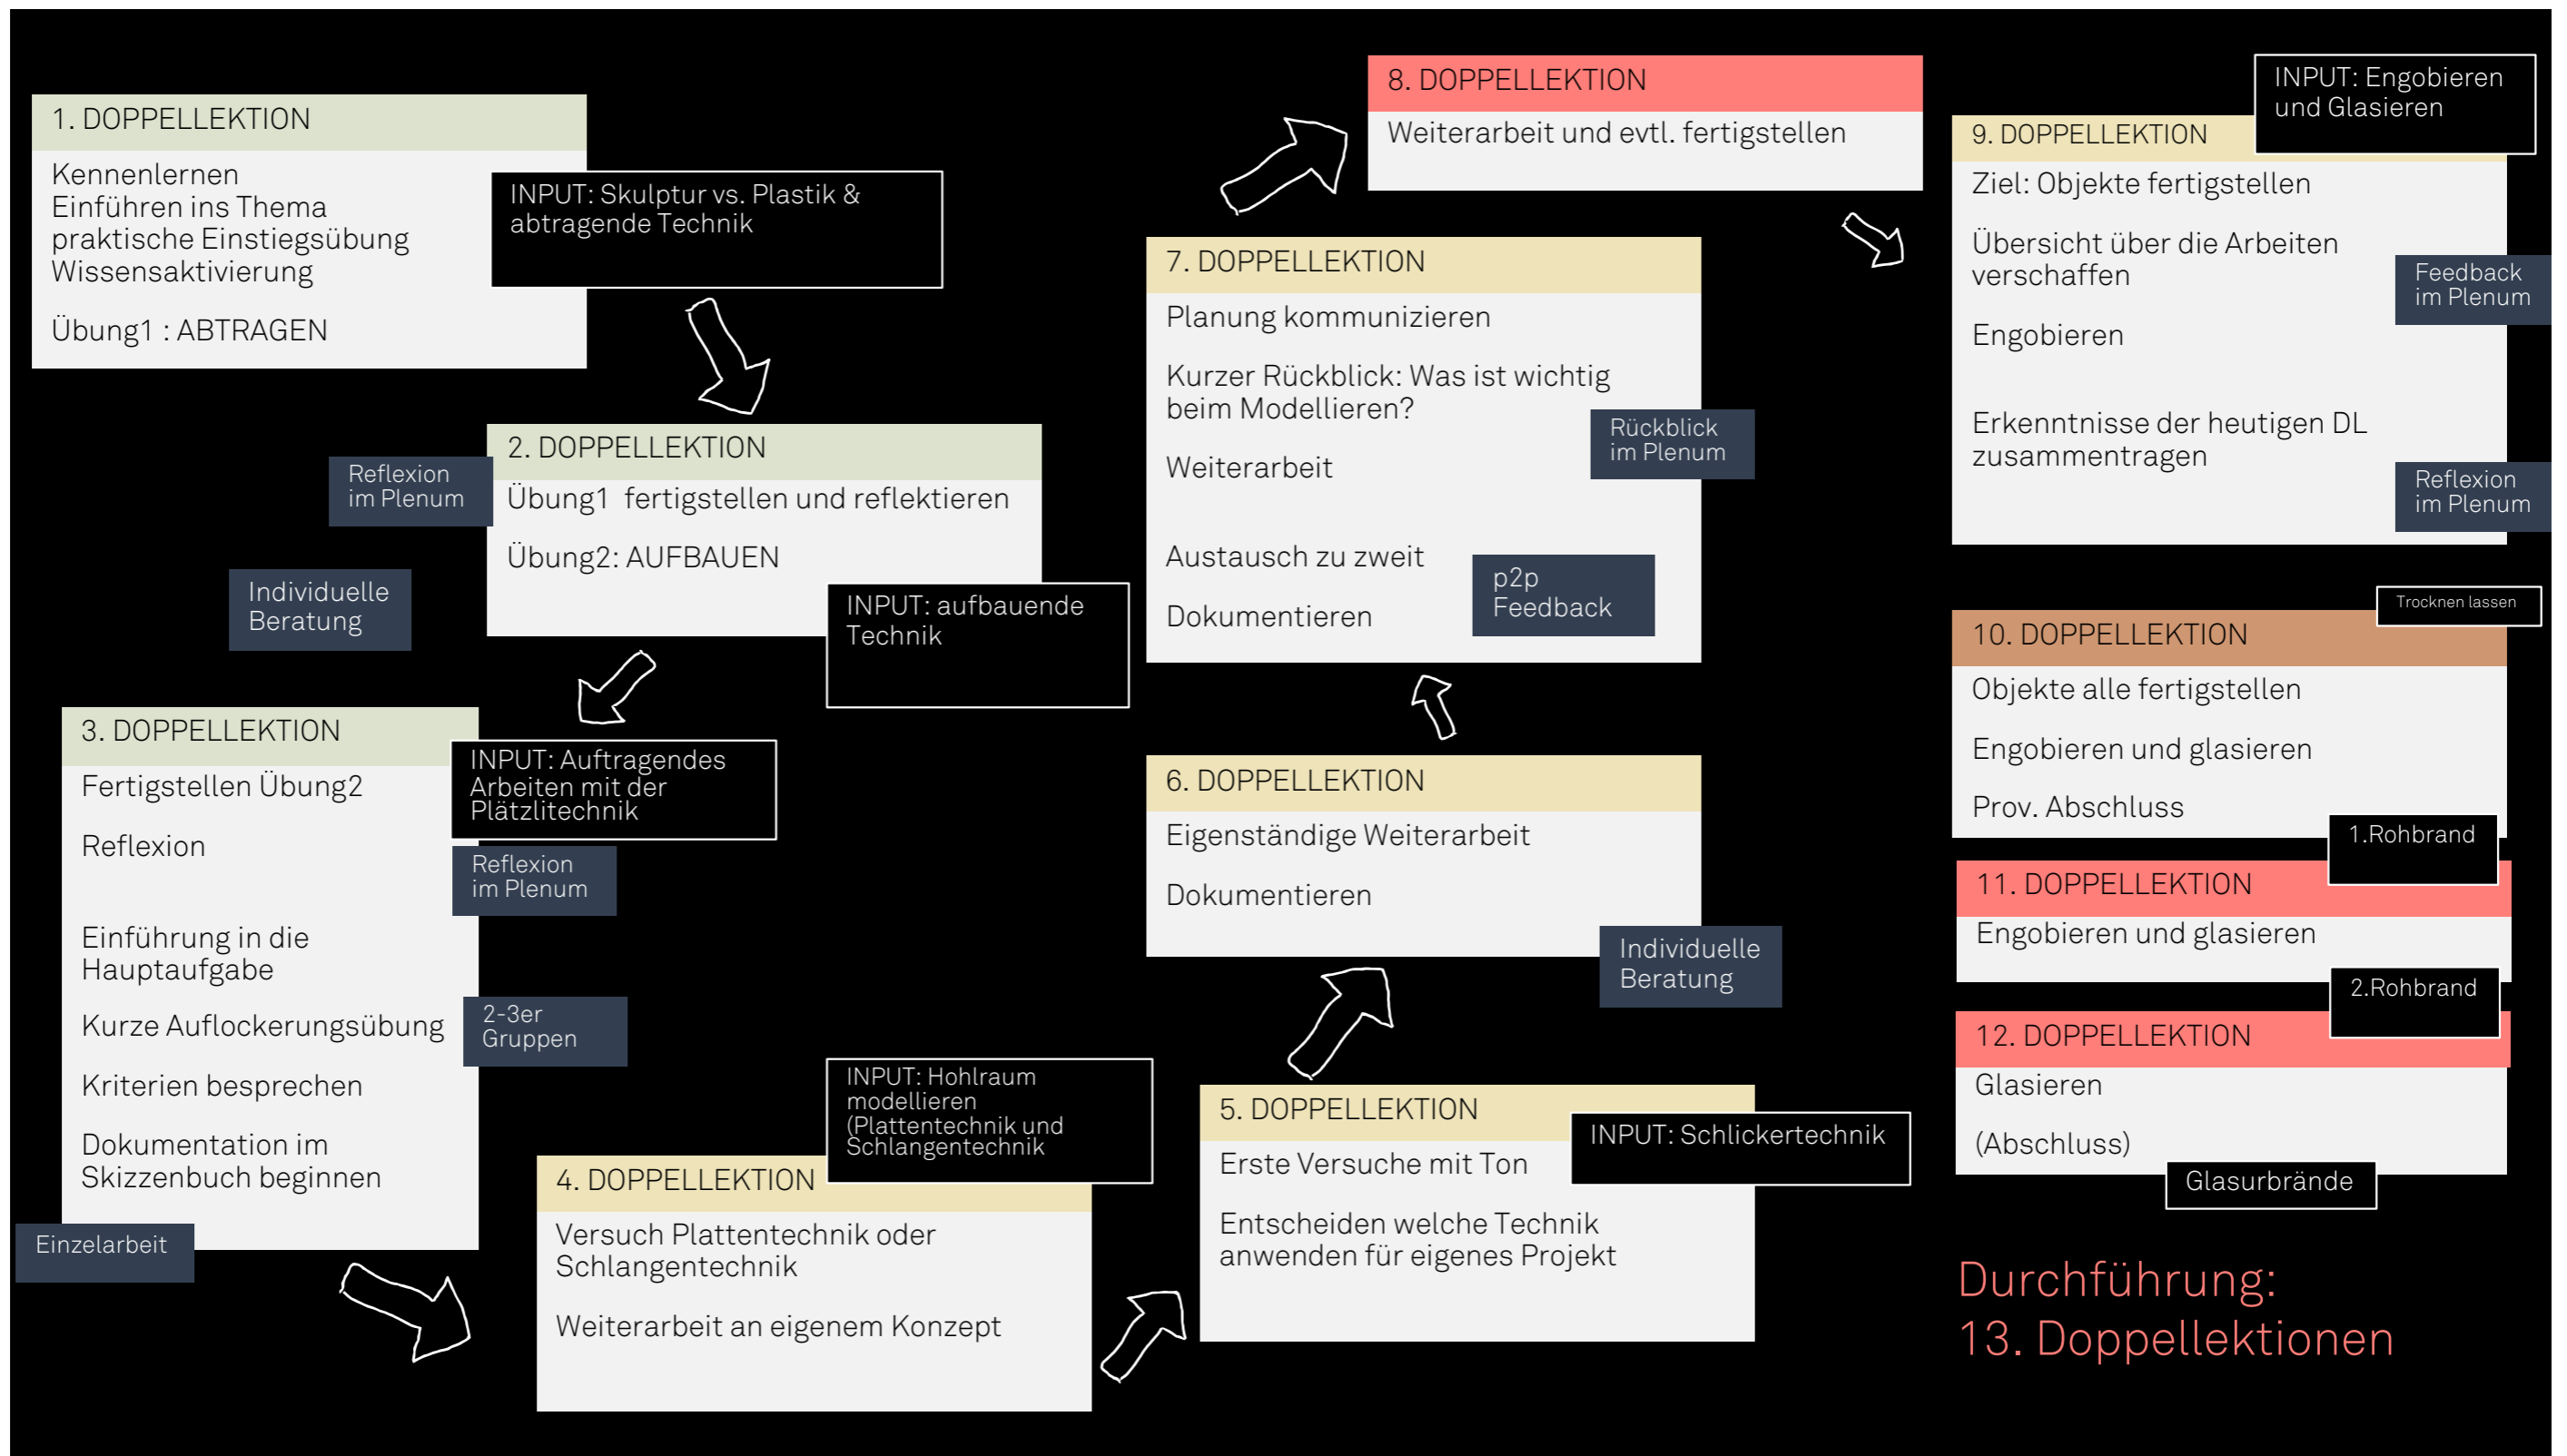 1. DOPPELLEKTION
Kennenlernen
Einführen ins Thema
praktische Einstiegsübung
Wissensaktivierung
Übung1 : ABTRAGEN
INPUT: Skulptur vs. Plastik &
abtragende Technik
2. DOPPELLEKTION
Übung1 fertigstellen und reflektieren
Übung2: AUFBAUEN
Reflexion
im Plenum
Individuelle
Beratung
INPUT: aufbauende
Technik
3. DOPPELLEKTION
Fertigstellen Übung2
Reflexion
Einführung in die
Hauptaufgabe
Kurze Auflockerungsübung
Kriterien besprechen
Dokumentation im
Skizzenbuch beginnen
INPUT: Auftragendes
Arbeiten mit der
Plätzlitechnik
Reflexion
im Plenum
2-3er
Gruppen
Einzelarbeit
4. DOPPELLEKTION
Versuch Plattentechnik oder
Schlangentechnik
Weiterarbeit an eigenem Konzept
INPUT: Hohlraum
modellieren
(Plattentechnik und
Schlangentechnik
5. DOPPELLEKTION
Erste Versuche mit Ton
Entscheiden welche Technik
anwenden für eigenes Projekt
INPUT: Schlickertechnik
6. DOPPELLEKTION
Eigenständige Weiterarbeit
Dokumentieren
Individuelle
Beratung
7. DOPPELLEKTION
Planung kommunizieren
Kurzer Rückblick: Was ist wichtig
beim Modellieren?
Weiterarbeit
Austausch zu zweit
Dokumentieren
Rückblick
im Plenum
p2p
Feedback
8. DOPPELLEKTION
Weiterarbeit und evtl. fertigstellen
9. DOPPELLEKTION
Ziel: Objekte fertigstellen
Übersicht über die Arbeiten
verschaffen
Engobieren
Erkenntnisse der heutigen DL
zusammentragen
INPUT: Engobieren
und Glasieren
Feedback
im Plenum
Reflexion
im Plenum
Trocknen lassen
10. DOPPELLEKTION
Objekte alle fertigstellen
Engobieren und glasieren
Prov. Abschluss
1.Rohbrand
11. DOPPELLEKTION
Engobieren und glasieren
2.Rohbrand
12. DOPPELLEKTION
Glasieren
(Abschluss)
Glasurbrände
Durchführung:
13. Doppellektionen